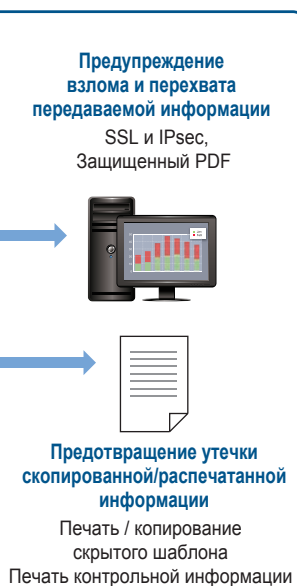 Предупреждение
взлома и перехвата
передаваемой информации
SSL и IPsec,
Защищенный PDF
Предотвращение утечки
скопированной/распечатанной
информации
Печать / копирование
скрытого шаблона
Печать контрольной информации